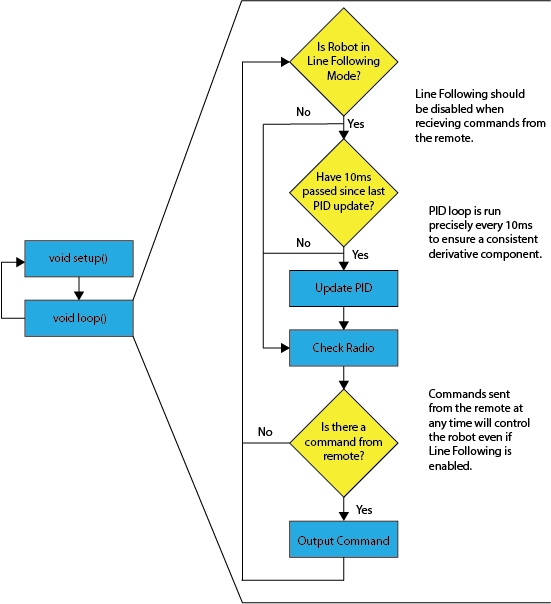 Is Robot in
Line Following
Mode?
Line Following should
be disabled when
recieving commands from
the remote.
No
Yes
Have 10ms
passed since last
PID update?
PID loop is run
precisely every 10ms
to ensure a consistent
derivative component.
No
Yes
void setup()
Update PID
void loop()
Check Radio
Commands sent
from the remote at
any time will control
the robot even if
Line Following is
enabled.
No
Is there a
command from
remote?
Yes
Output Command